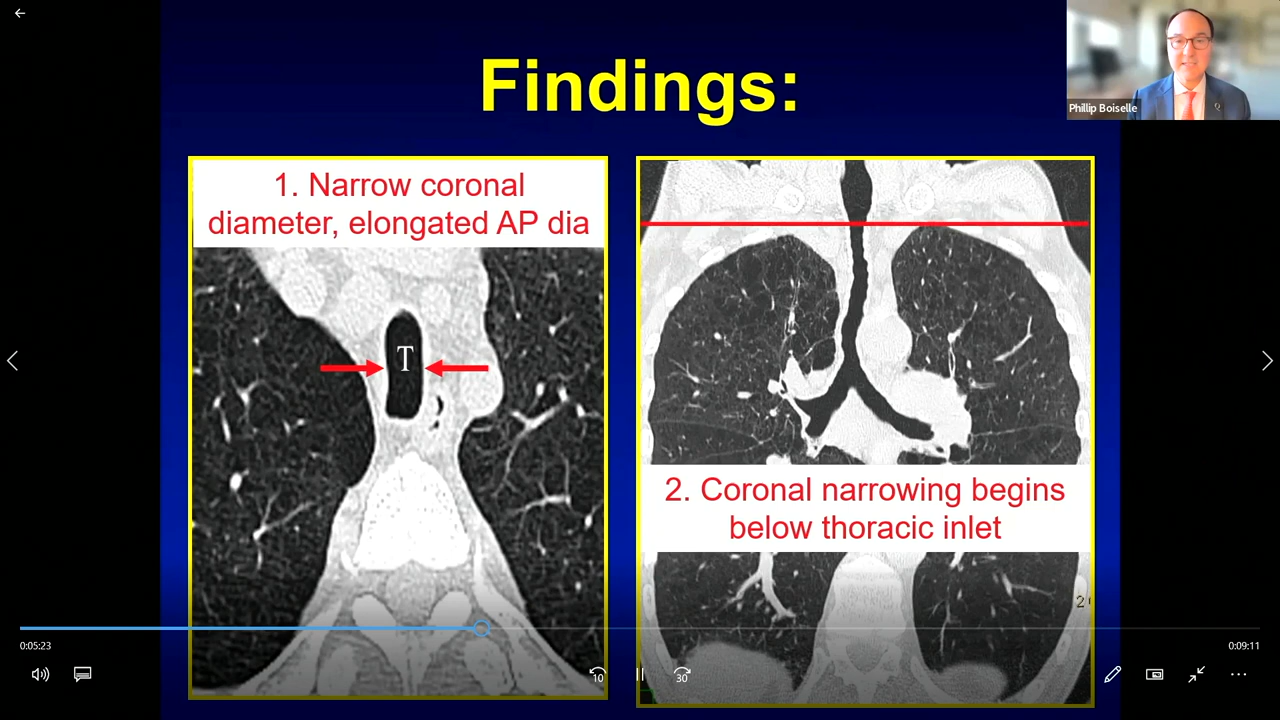 Findings:
Phillip Boiselle
1. Narrow coronal
diameter, elongated AP dia
T
2. Coronal narrowing begins
below thoracic inlet
2
0:05:23
0:09:11
10
30